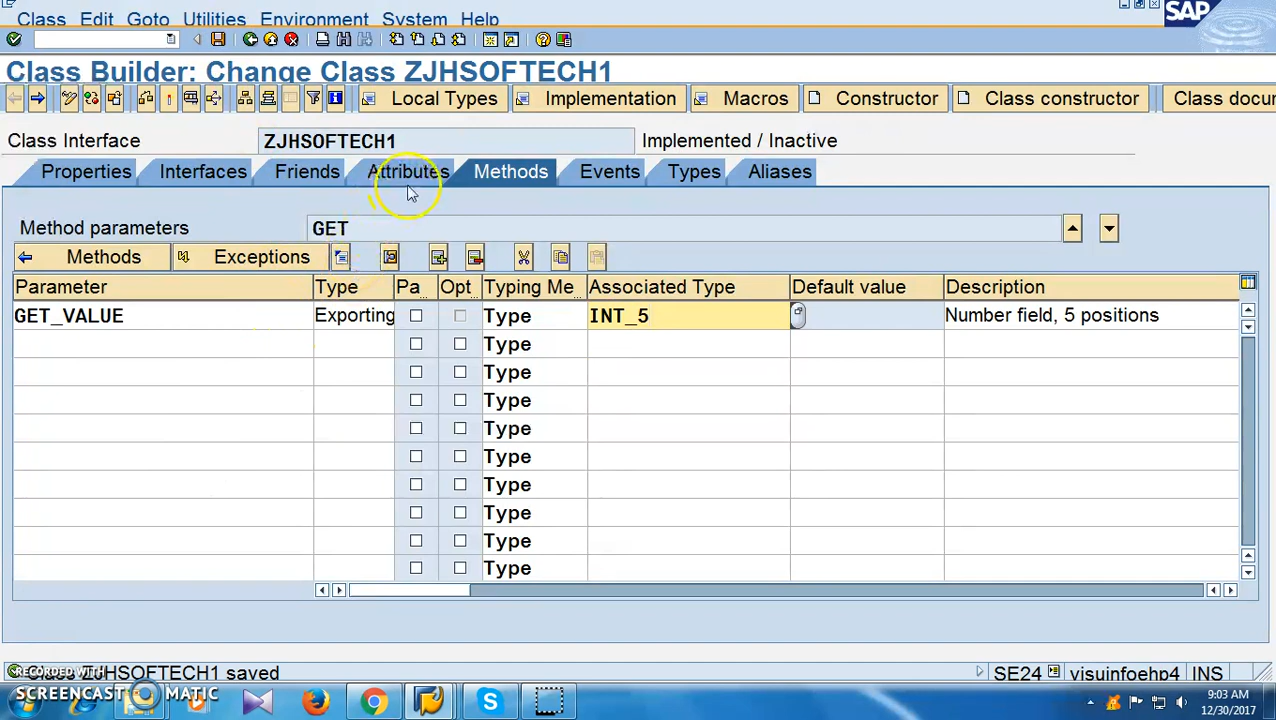 Class Edit Goto Utilities Environment System Help
SAP
Class Builder: Change Class ZJHSOFTECH1
Local Types Implementation Macros Constructor Class constructor Class docu
Class Interface ZJHSOFTECH1 Implemented / Inactive
Properties Interfaces Friends Attributes Methods Events Types Aliases
Method parameters GET
Methods Exceptions
Parameter Type Pa... Opt... Typing Me... Associated Type Default value Description
GET_VALUE Exporting Type INT_5 Number field, 5 positions
Type
Type
Type
Type
Type
Type
Type
Type
Type
Class ZJHSOFTECH1 saved SE24 visuinfoehp4 INS
RECORDED WITH
SCREENCAST MATIC
9:03 AM
12/30/2017